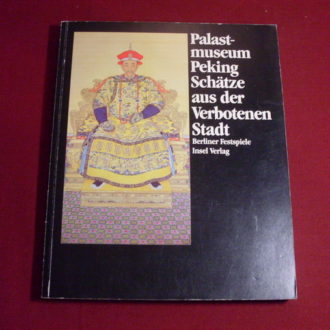 Palast-
museum
Peking
Schätze
aus der
Verbotenen
Stadt
Berliner Festspiele
Insel Verlag